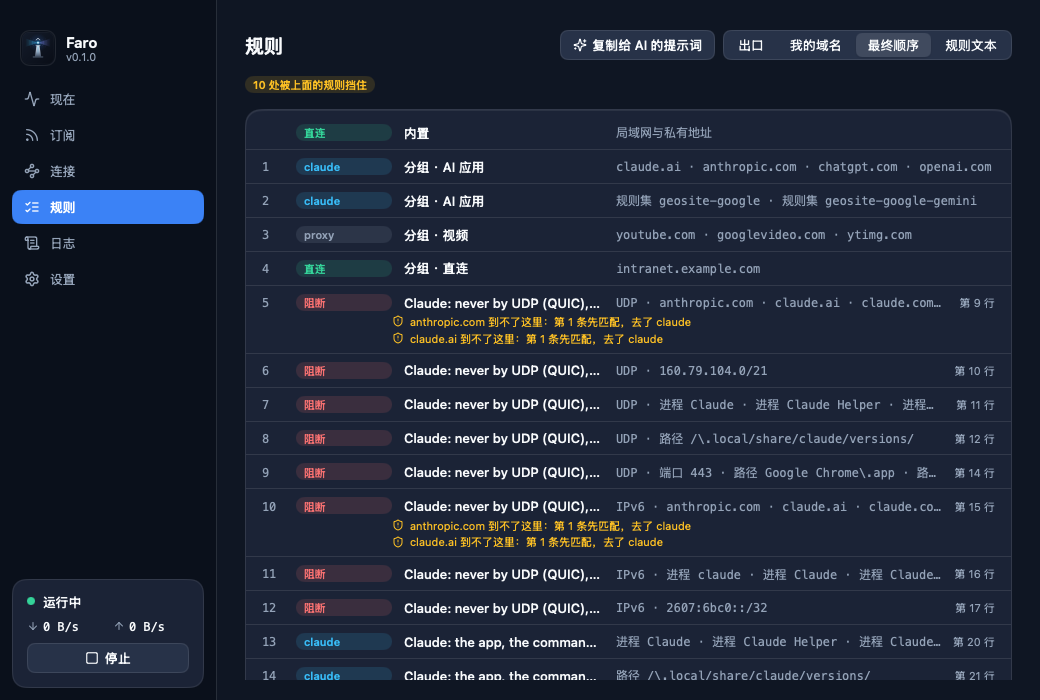 Faro
v0.1.0
现在
订阅
连接
规则
日志
设置
运行中
↓ 0 B/s ↑ 0 B/s
停止
规则
复制给 AI 的提示词
出口 我的域名 最终顺序 规则文本
10 处被上面的规则挡住
直连 内置 局域网与私有地址
1 claude 分组 · AI 应用 claude.ai · anthropic.com · chatgpt.com · openai.com
2 claude 分组 · AI 应用 规则集 geosite-google · 规则集 geosite-google-gemini
3 proxy 分组 · 视频 youtube.com · googlevideo.com · ytimg.com
4 直连 分组 · 直连 intranet.example.com
5 阻断 Claude: never by UDP (QUIC),... UDP · anthropic.com · claude.ai · claude.com… 第 9 行
anthropic.com 到不了这里：第 1 条先匹配，去了 claude
claude.ai 到不了这里：第 1 条先匹配，去了 claude
6 阻断 Claude: never by UDP (QUIC),... UDP · 160.79.104.0/21 第 10 行
7 阻断 Claude: never by UDP (QUIC),... UDP · 进程 Claude · 进程 Claude Helper · 进程… 第 11 行
8 阻断 Claude: never by UDP (QUIC),... UDP · 路径 /\.local/share/claude/versions/ 第 12 行
9 阻断 Claude: never by UDP (QUIC),... UDP · 端口 443 · 路径 Google Chrome\.app · 路… 第 14 行
10 阻断 Claude: never by UDP (QUIC),... IPv6 · anthropic.com · claude.ai · claude.co… 第 15 行
anthropic.com 到不了这里：第 1 条先匹配，去了 claude
claude.ai 到不了这里：第 1 条先匹配，去了 claude
11 阻断 Claude: never by UDP (QUIC),... IPv6 · 进程 claude · 进程 Claude · 进程 Claude… 第 16 行
12 阻断 Claude: never by UDP (QUIC),... IPv6 · 2607:6bc0::/32 第 17 行
13 claude Claude: the app, the comman... 进程 Claude · 进程 Claude Helper · 进程 Claude… 第 20 行
14 claude Claude: the app, the comman... 路径 /\.local/share/claude/versions/ 第 21 行